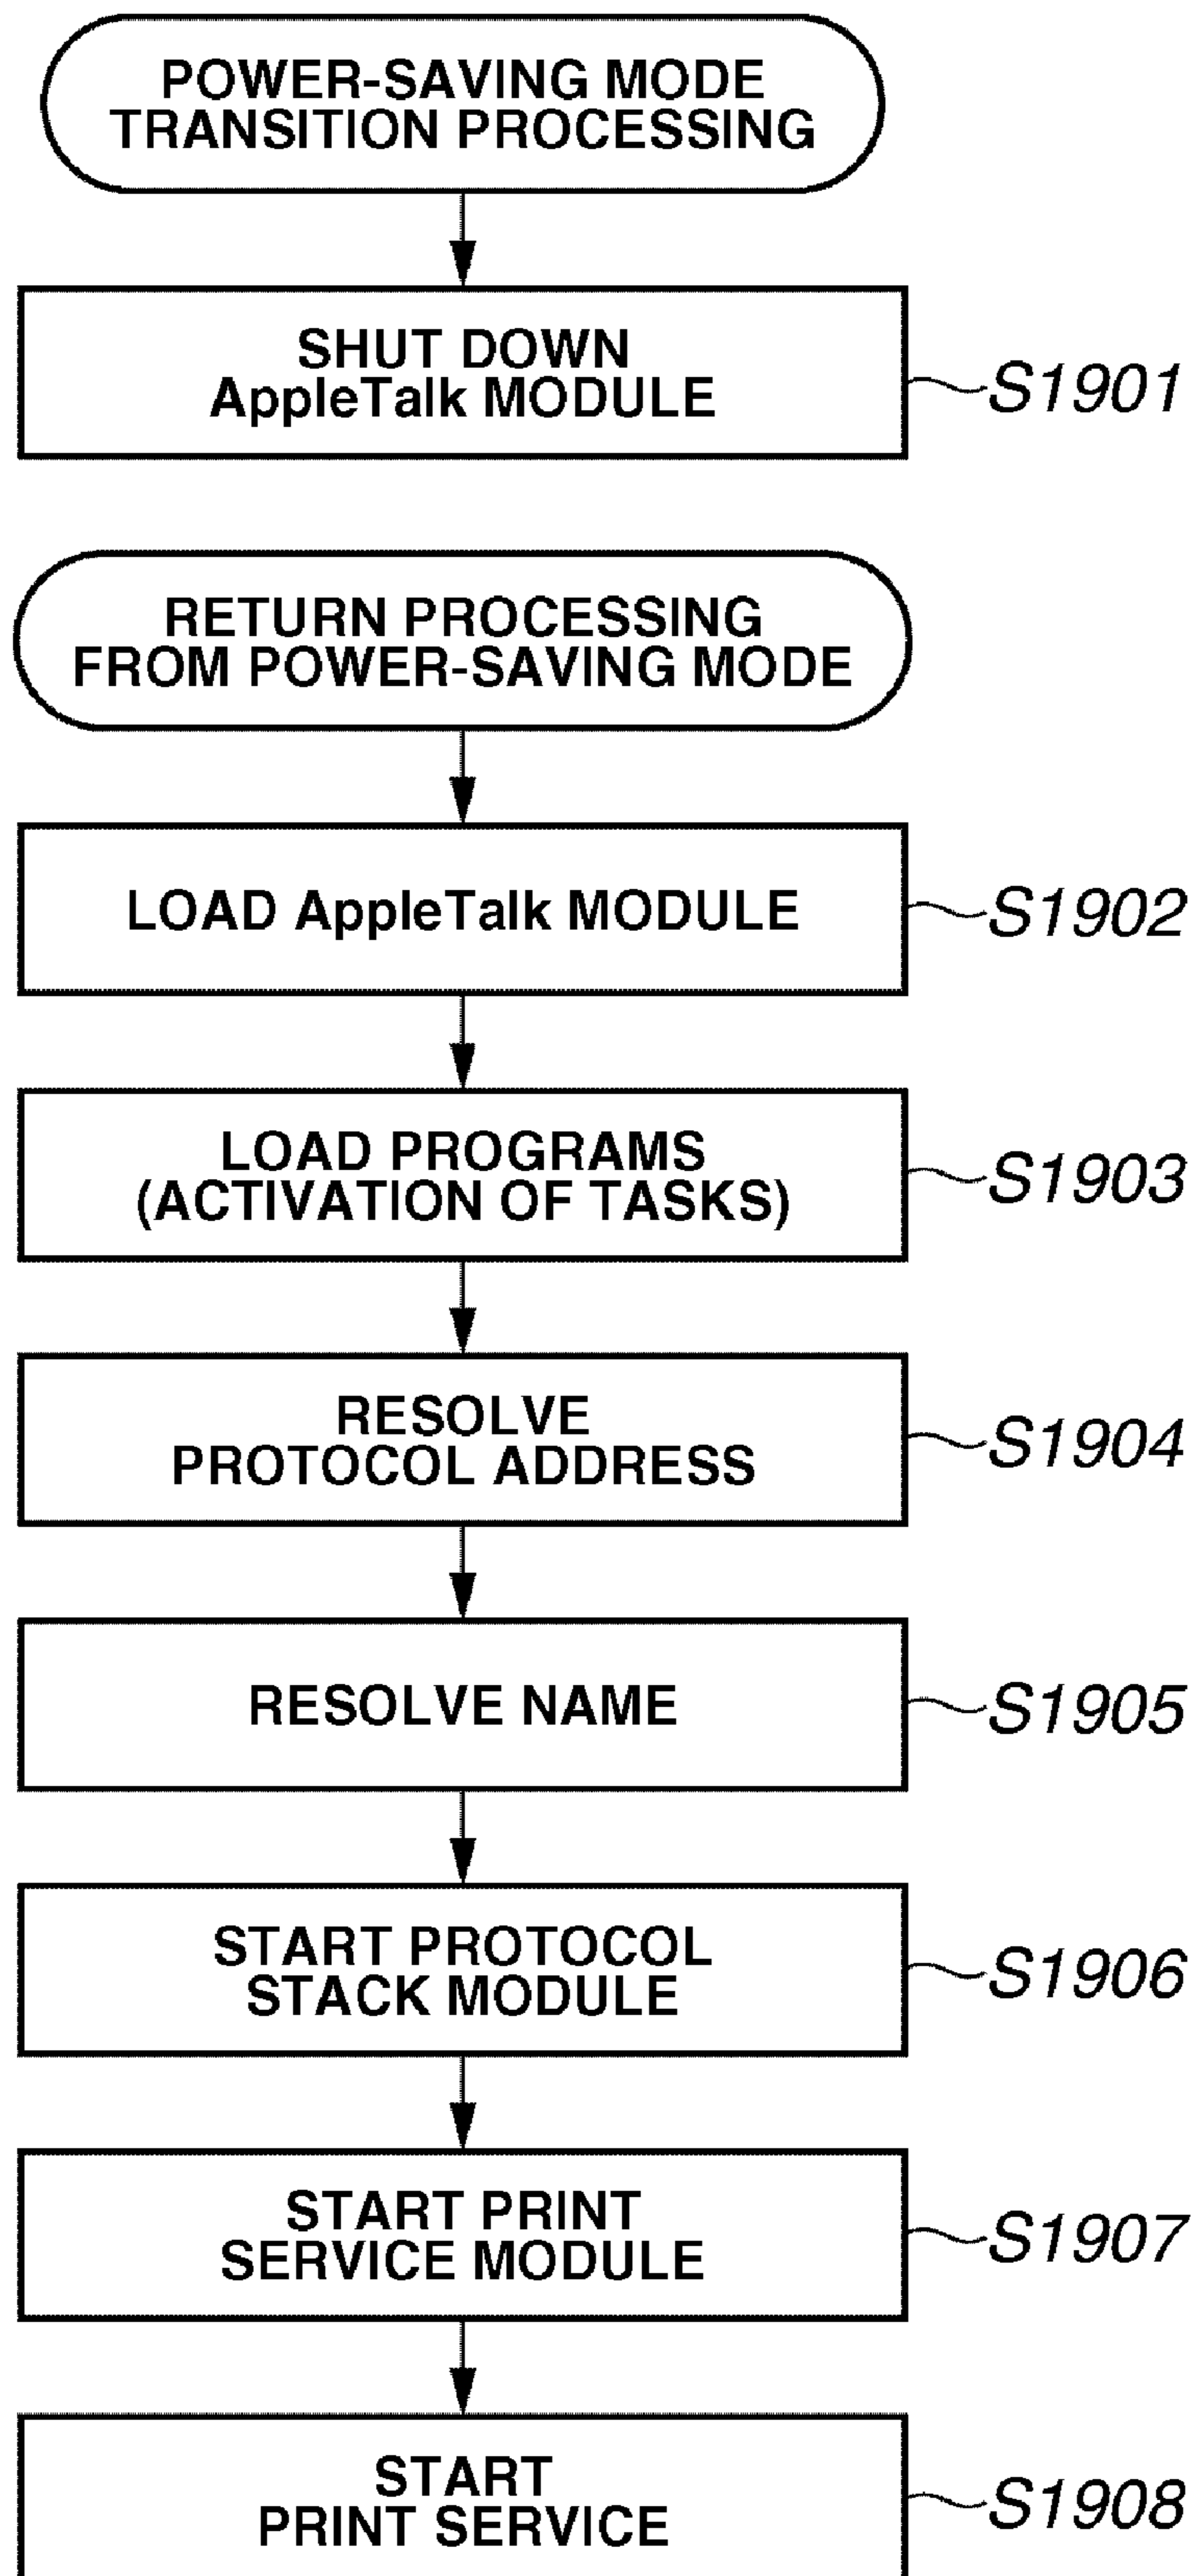 POWER-SAVING MODE
TRANSITION PROCESSING
SHUT DOWN
AppleTalk MODULE
S1901
RETURN PROCESSING
FROM POWER-SAVING MODE
LOAD AppleTalk MODULE
S1902
LOAD PROGRAMS
(ACTIVATION OF TASKS)
S1903
RESOLVE
PROTOCOL ADDRESS
S1904
RESOLVE NAME
S1905
START PROTOCOL
STACK MODULE
S1906
START PRINT
SERVICE MODULE
S1907
START
PRINT SERVICE
S1908